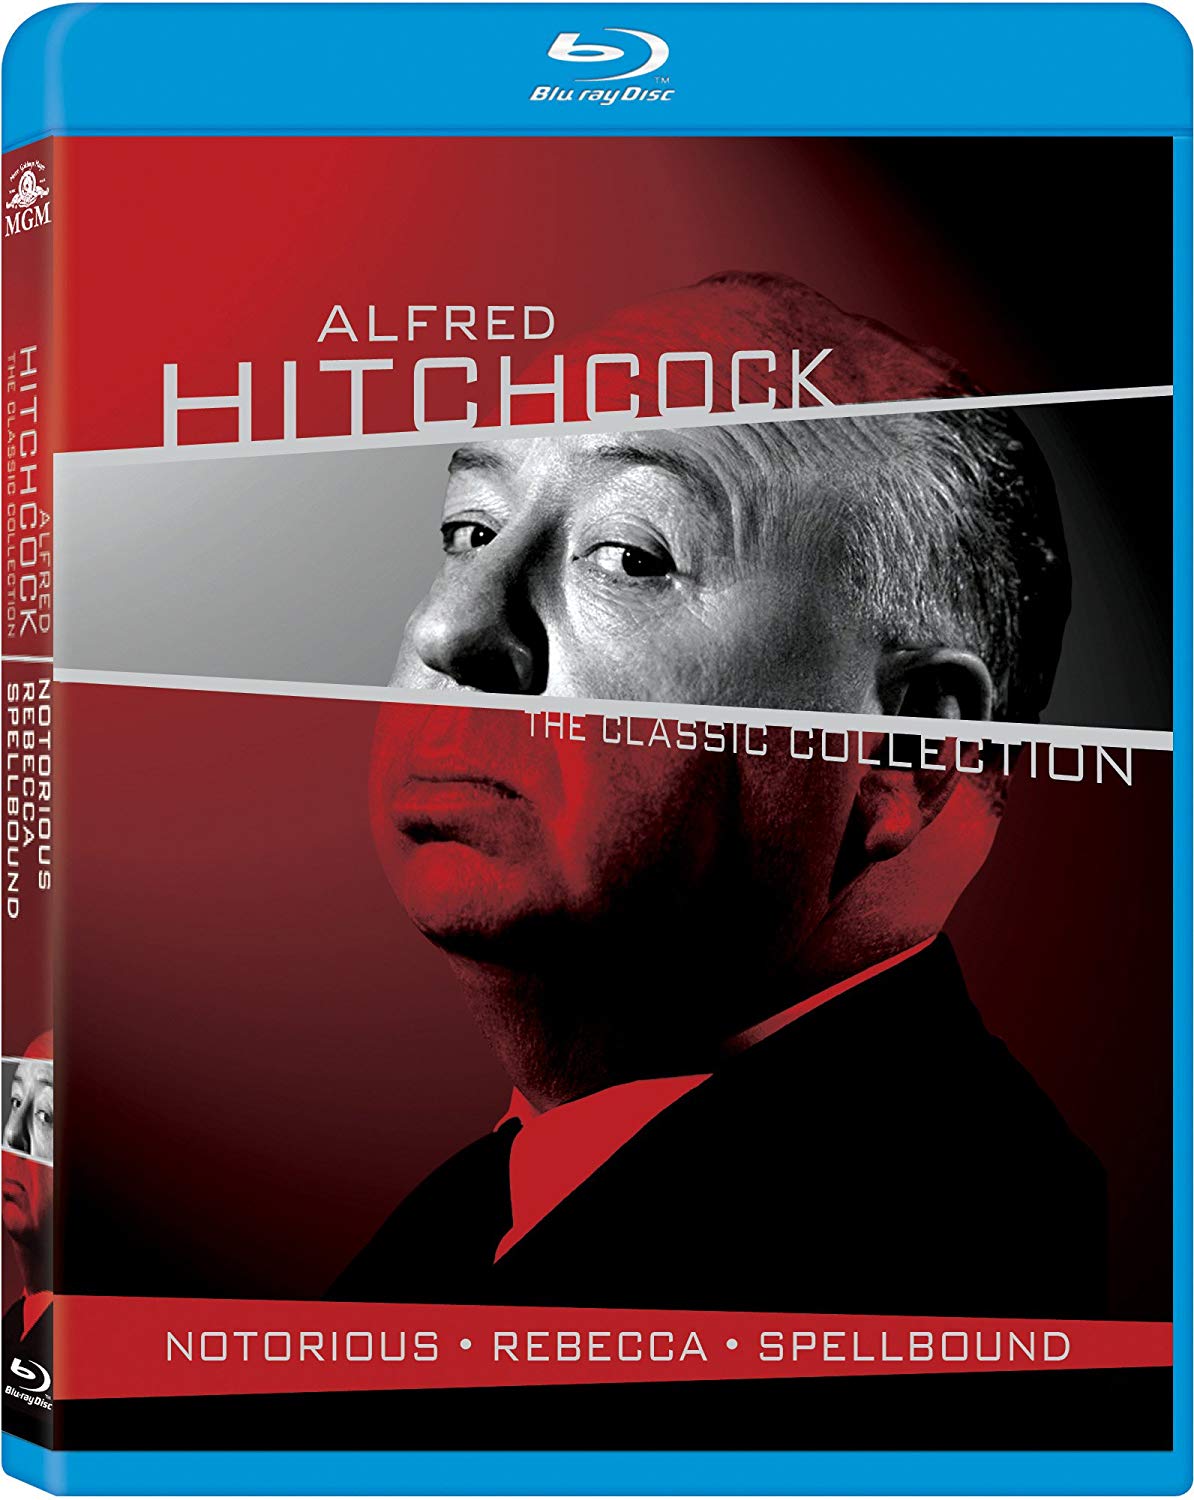 Blu-ray Disc
TM
ALFRED
HITCHCOCK
THE CLASSIC COLLECTION
NOTORIOUS • REBECCA • SPELLBOUND
MGM
ALFRED
HITCHCOCK
THE CLASSIC COLLECTION
NOTORIOUS
REBECCA
SPELLBOUND
Blu-ray Disc